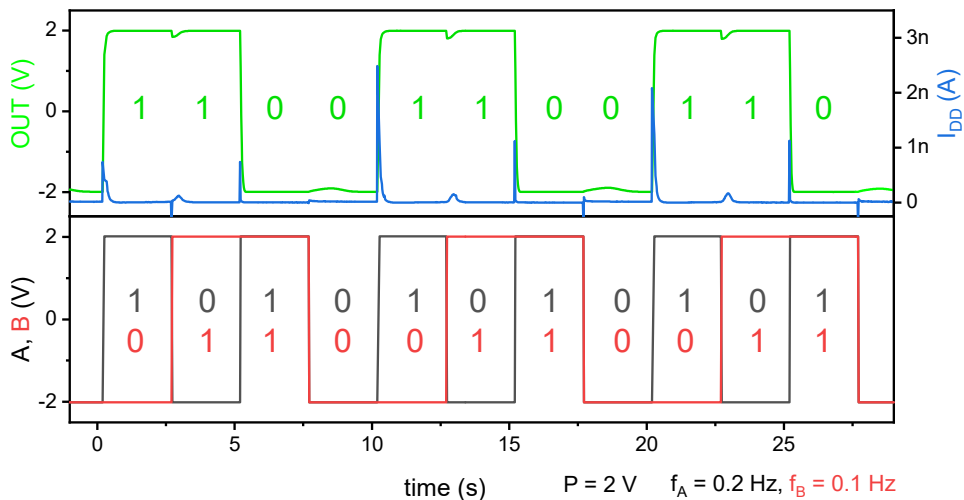 2
0
-2
OUT (V)
1 1 0 0 1 1 0 0 1 1 0
3n
2n
1n
0
I_DD (A)
2
0
-2
A, B (V)
1 0 1 0 1 0 1 0 1 0 1
0 1 1 0 0 1 1 0 0 1 1
0 5 10 15 20 25
time (s)
P = 2 V
f_A = 0.2 Hz, f_B = 0.1 Hz